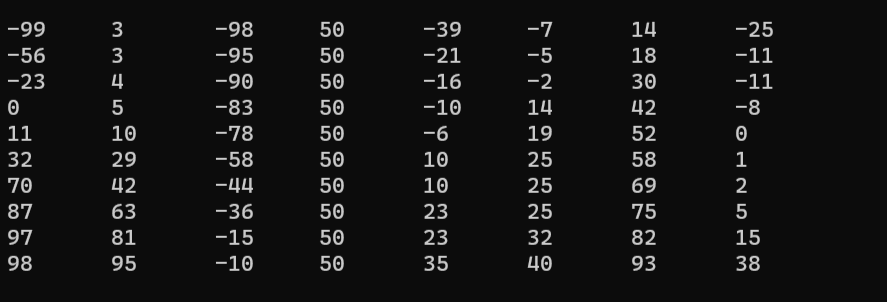 -99 3 -98 50 -39 -7 14 -25
-56 3 -95 50 -21 -5 18 -11
-23 4 -90 50 -16 -2 30 -11
0 5 -83 50 -10 14 42 -8
11 10 -78 50 -6 19 52 0
32 29 -58 50 10 25 58 1
70 42 -44 50 10 25 69 2
87 63 -36 50 23 25 75 5
97 81 -15 50 23 32 82 15
98 95 -10 50 35 40 93 38